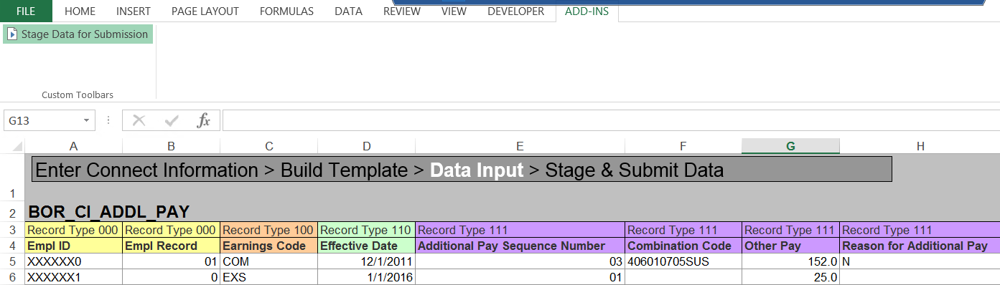 FILE HOME INSERT PAGE LAYOUT FORMULAS DATA REVIEW VIEW DEVELOPER ADD-INS
Stage Data for Submission
Custom Toolbars
G13 fx
A B C D E F G H
1 Enter Connect Information > Build Template > Data Input > Stage & Submit Data
2 BOR_CI_ADDL_PAY
3 Record Type 000 Record Type 000 Record Type 100 Record Type 110 Record Type 111 Record Type 111 Record Type 111 Record Type 111
4 Empl ID Empl Record Earnings Code Effective Date Additional Pay Sequence Number Combination Code Other Pay Reason for Additional Pay
5 XXXXXX0 01 COM 12/1/2011 03 406010705SUS 152.0 N
6 XXXXXX1 0 EXS 1/1/2016 01 25.0